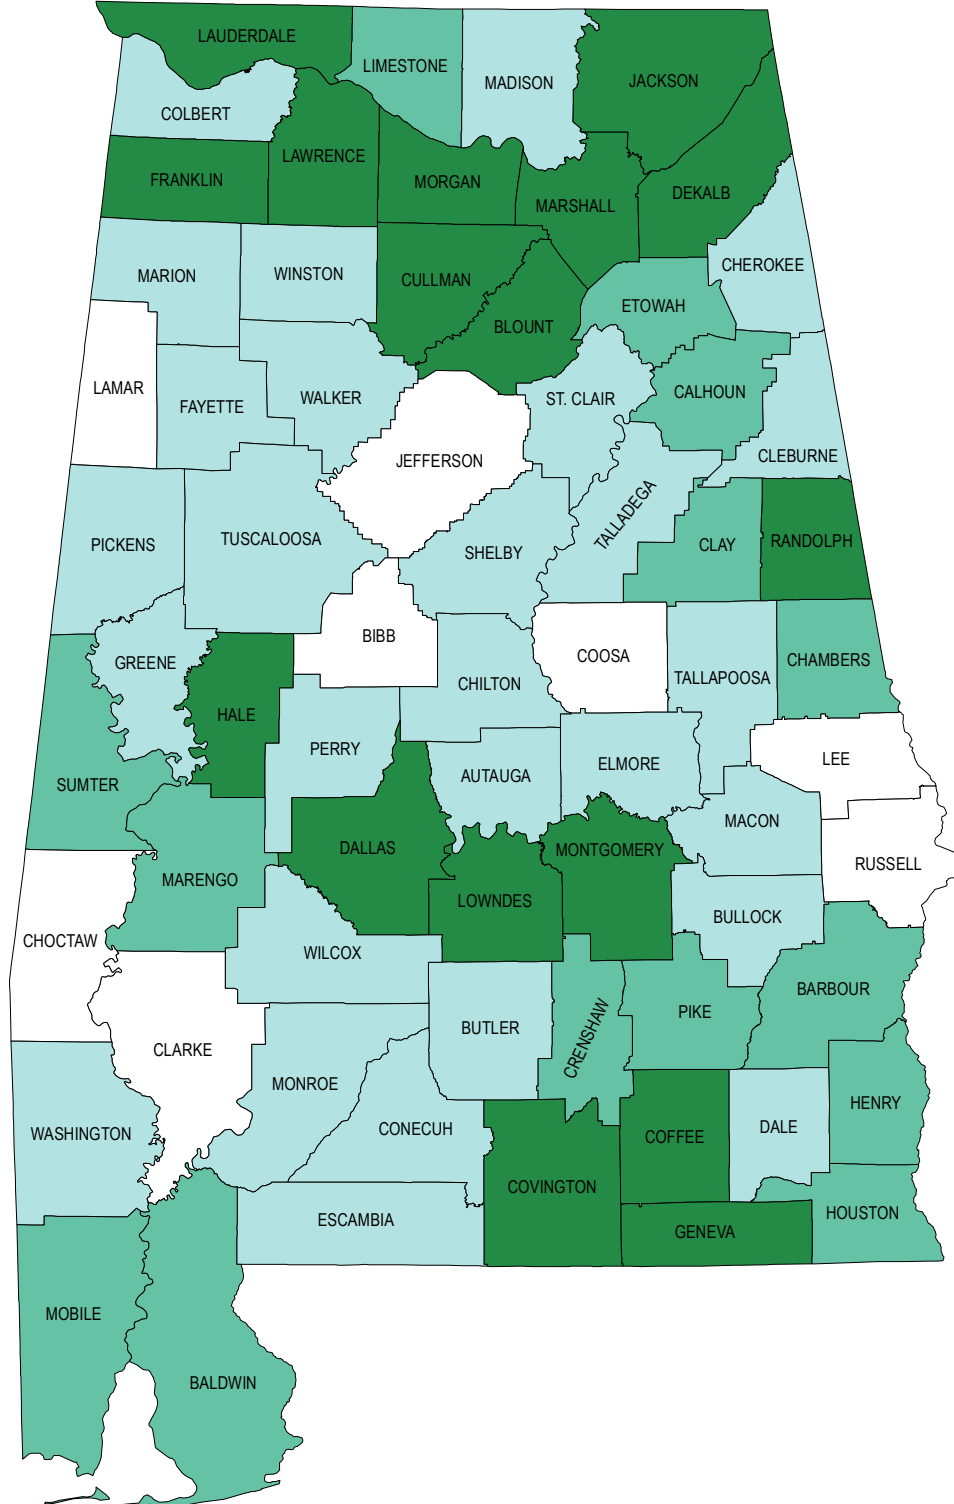 LAUDERDALE
LIMESTONE
MADISON
JACKSON
COLBERT
LAWRENCE
FRANKLIN
MORGAN
MARSHALL
DEKALB
CHEROKEE
MARION
WINSTON
CULLMAN
ETOWAH
BLOUNT
LAMAR
FAYETTE
WALKER
ST. CLAIR
CALHOUN
JEFFERSON
CLEBURNE
TALLADEGA
PICKENS
TUSCALOOSA
SHELBY
CLAY
RANDOLPH
BIBB
COOSA
GREENE
CHAMBERS
TALLAPOOSA
CHILTON
HALE
PERRY
LEE
ELMORE
AUTAUGA
SUMTER
MACON
DALLAS
MONTGOMERY
RUSSELL
MARENGO
LOWNDES
BULLOCK
CHOCTAW
WILCOX
BARBOUR
PIKE
BUTLER
CRENSHAW
CLARKE
MONROE
HENRY
WASHINGTON
CONECUH
COFFEE
DALE
COVINGTON
HOUSTON
ESCAMBIA
GENEVA
MOBILE
BALDWIN